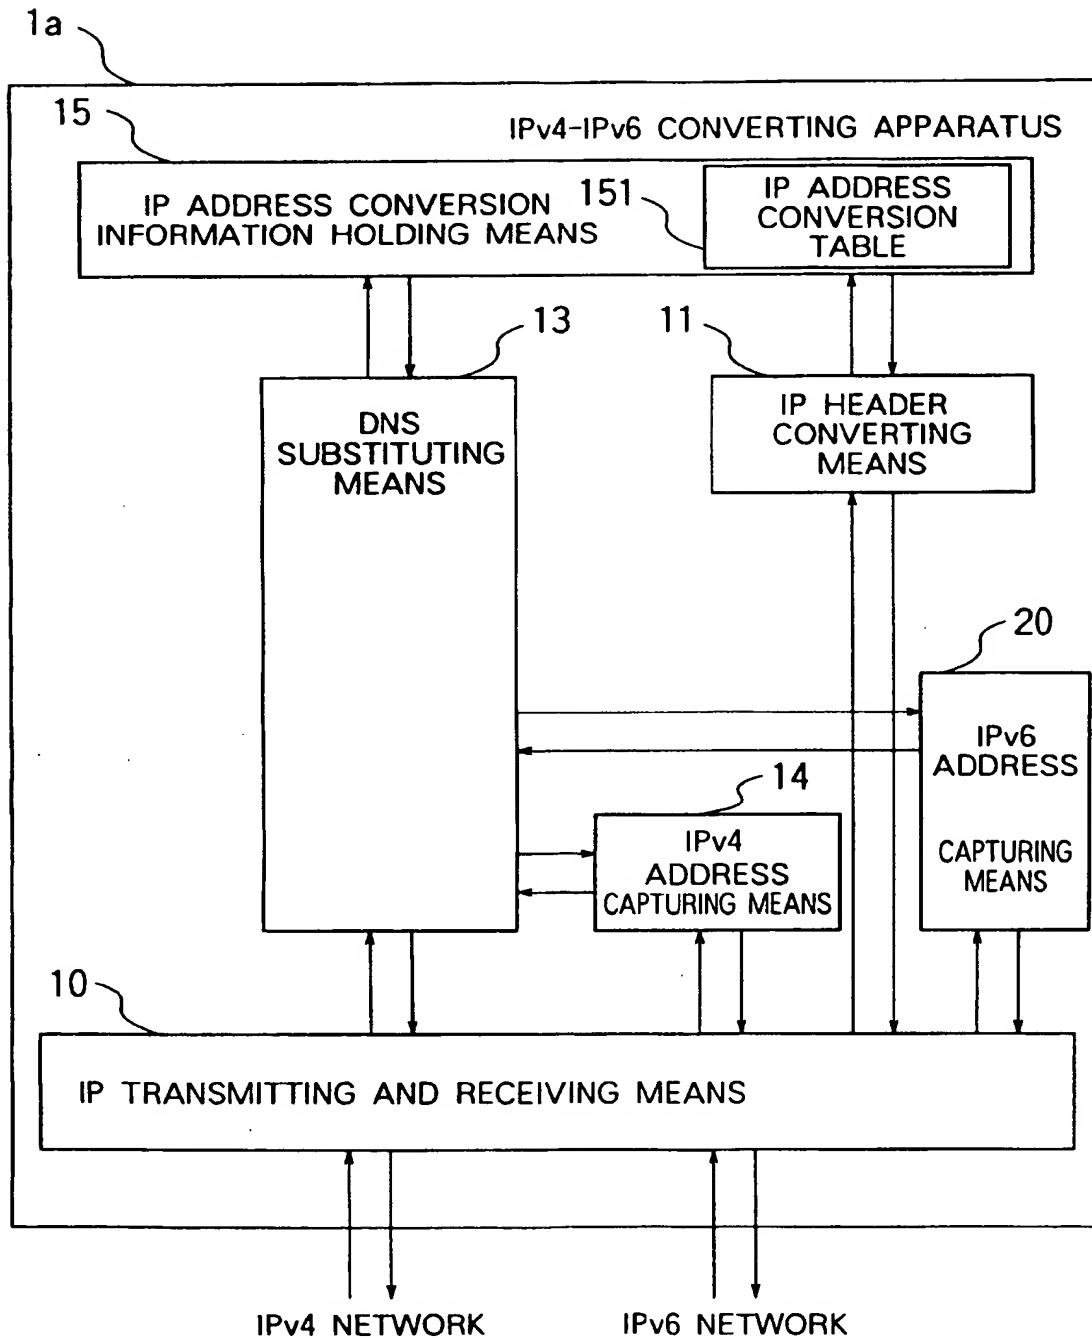 1a
15
IPv4-IPv6 CONVERTING APPARATUS
IP ADDRESS CONVERSION
INFORMATION HOLDING MEANS
151
IP ADDRESS
CONVERSION
TABLE
13
11
DNS
SUBSTITUTING
MEANS
IP HEADER
CONVERTING
MEANS
20
IPv6
ADDRESS
CAPTURING
MEANS
14
IPv4
ADDRESS
CAPTURING MEANS
10
IP TRANSMITTING AND RECEIVING MEANS
IPv4 NETWORK
IPv6 NETWORK